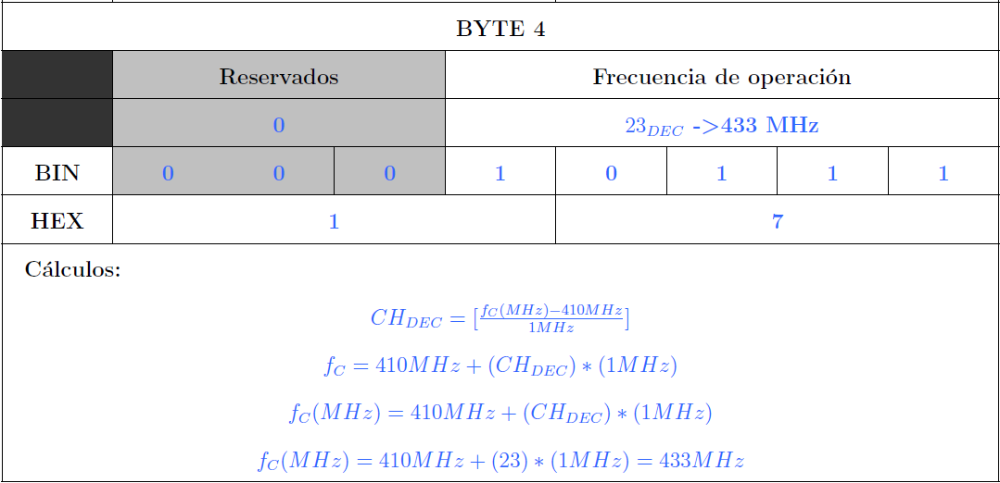 BYTE 4
Reservados Frecuencia de operación
0 23_{DEC} ->433 MHz
BIN 0 0 0 1 0 1 1 1
HEX 1 7
Cálculos:
CH_{DEC} = [\frac{f_C(MHz)-410MHz}{1MHz}]
f_C = 410MHz + (CH_{DEC}) * (1MHz)
f_C(MHz) = 410MHz + (CH_{DEC}) * (1MHz)
f_C(MHz) = 410MHz + (23) * (1MHz) = 433MHz